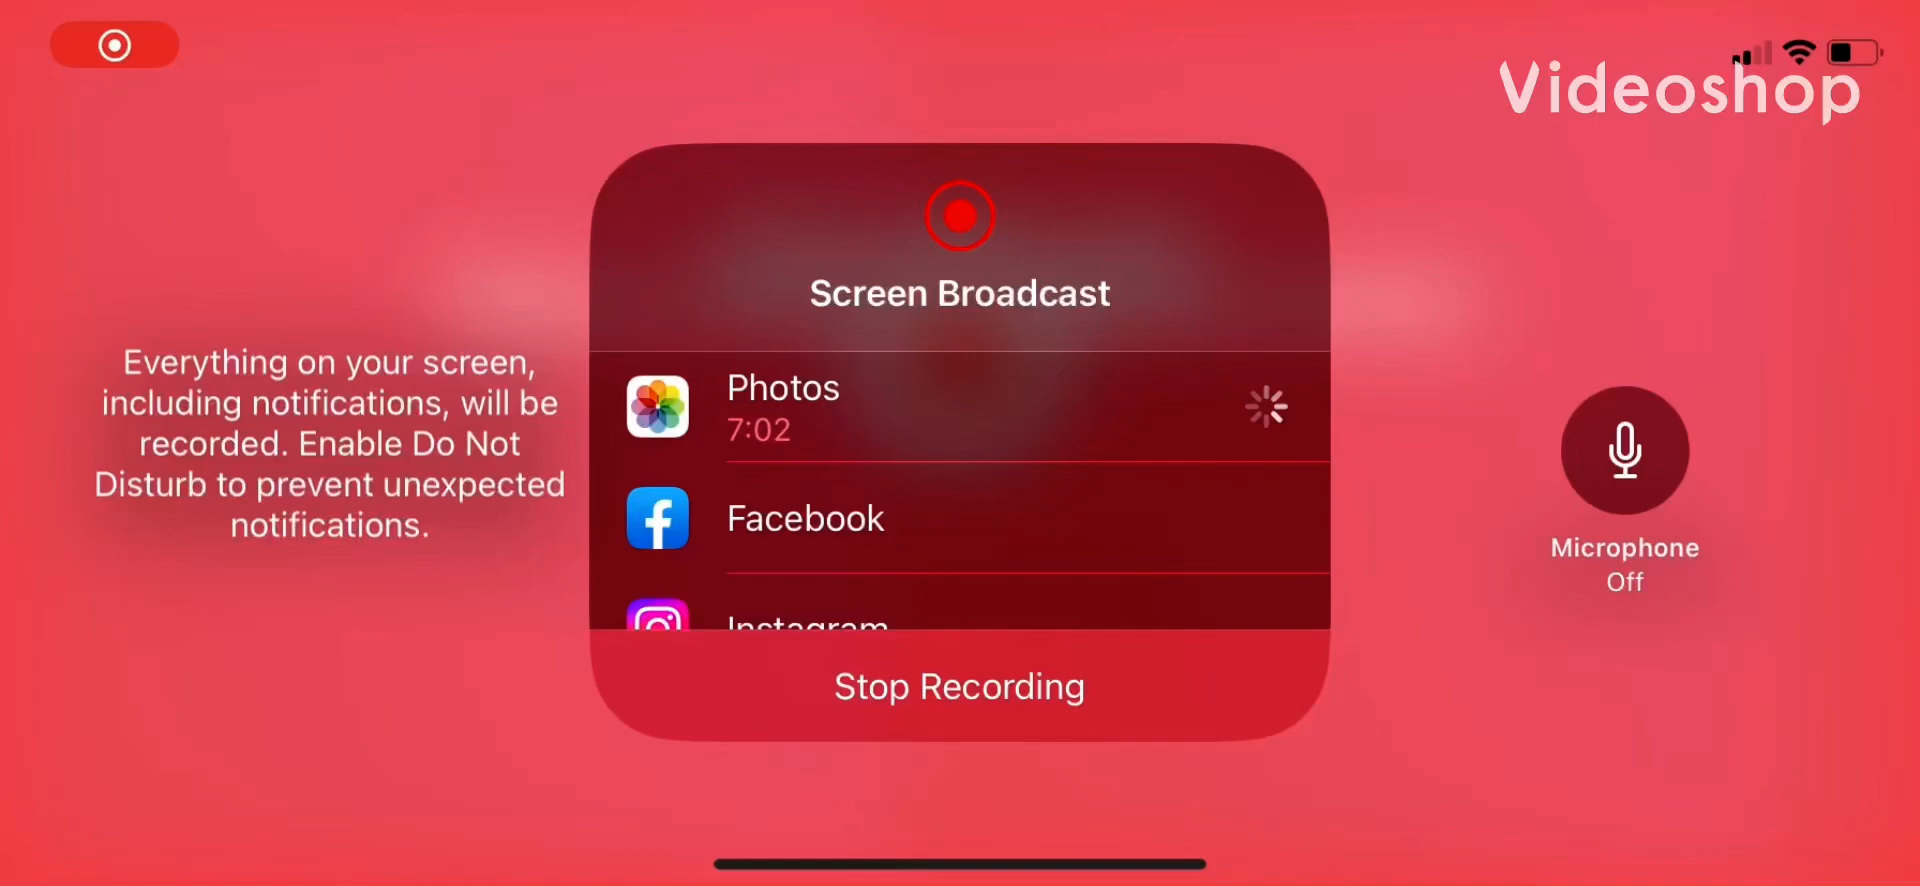 Videoshop
Screen Broadcast
Everything on your screen,
including notifications, will be
recorded. Enable Do Not
Disturb to prevent unexpected
notifications.
Photos
7:02
Facebook
Instagram
Stop Recording
Microphone
Off